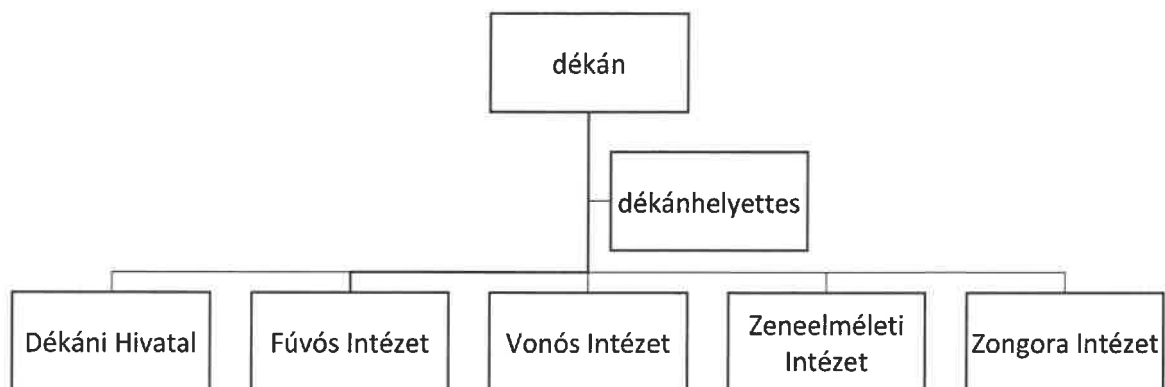 dékán
dékánhelyettes
Dékáni Hivatal
Fúvós Intézet
Vonós Intézet
Zeneelméleti
Intézet
Zongora Intézet